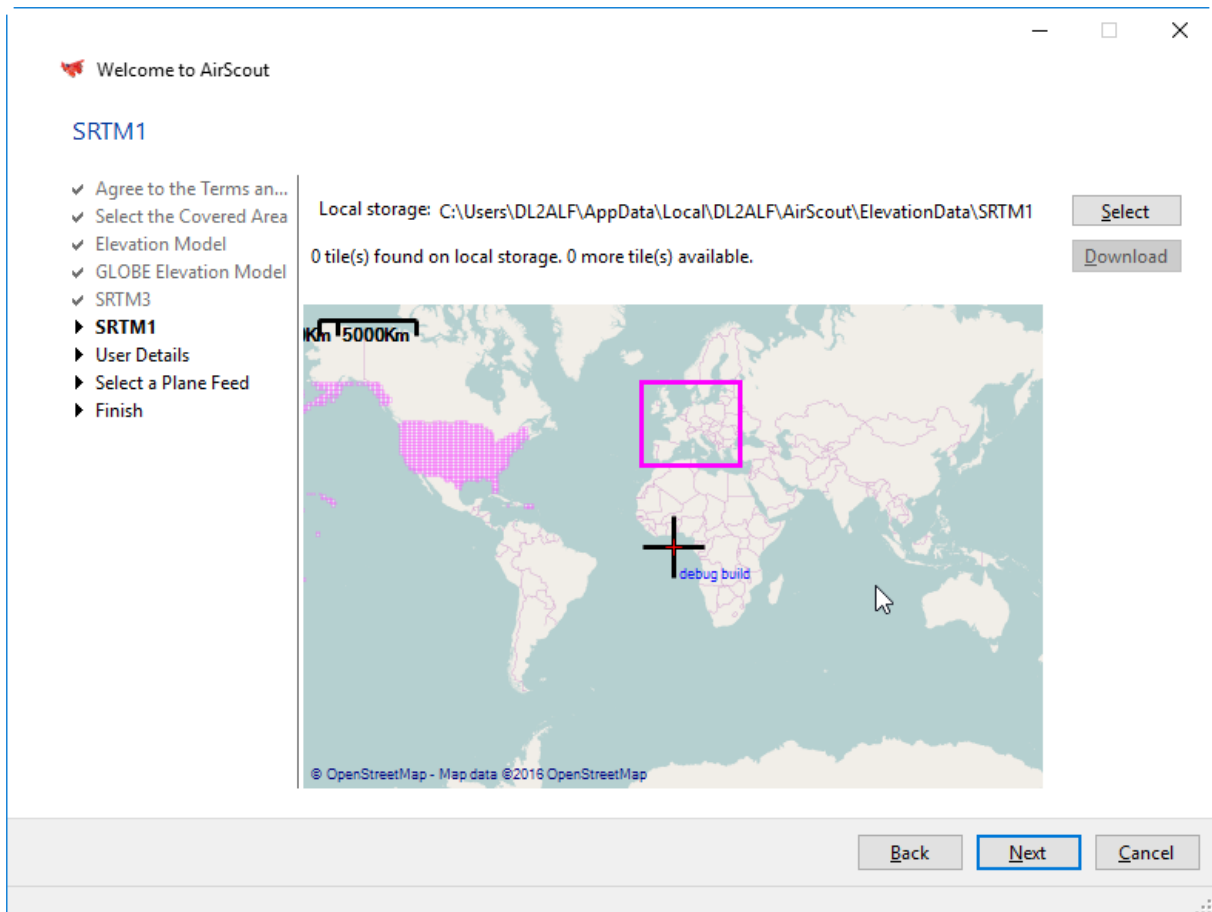 Welcome to AirScout
SRTM1
Agree to the Terms an...
Select the Covered Area
Elevation Model
GLOBE Elevation Model
SRTM3
SRTM1
User Details
Select a Plane Feed
Finish
Local storage: C:\Users\DL2ALF\AppData\Local\DL2ALF\AirScout\ElevationData\SRTM1 Select
0 tile(s) found on local storage. 0 more tile(s) available. Download
Km 5000Km
debug build
© OpenStreetMap - Map data ©2016 OpenStreetMap
Back Next Cancel